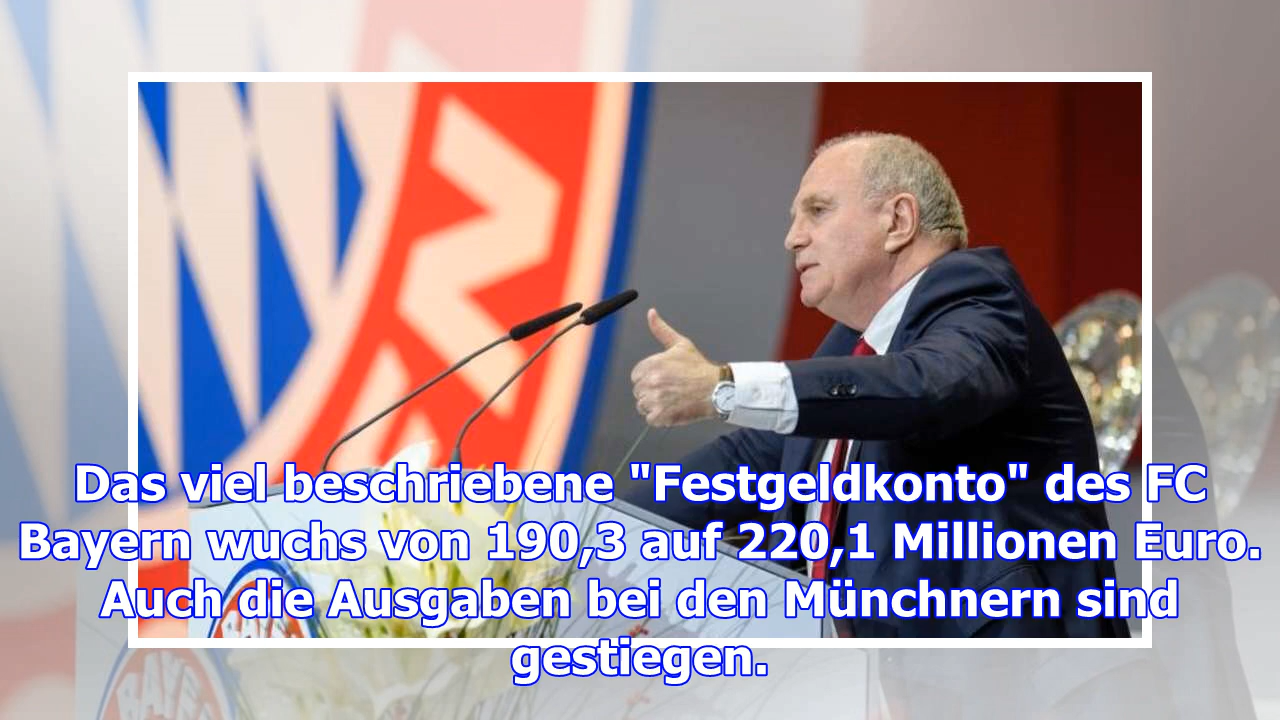 Das viel beschriebene "Festgeldkonto" des FC
Bayern wuchs von 190,3 auf 220,1 Millionen Euro.
Auch die Ausgaben bei den Münchnern sind
gestiegen.